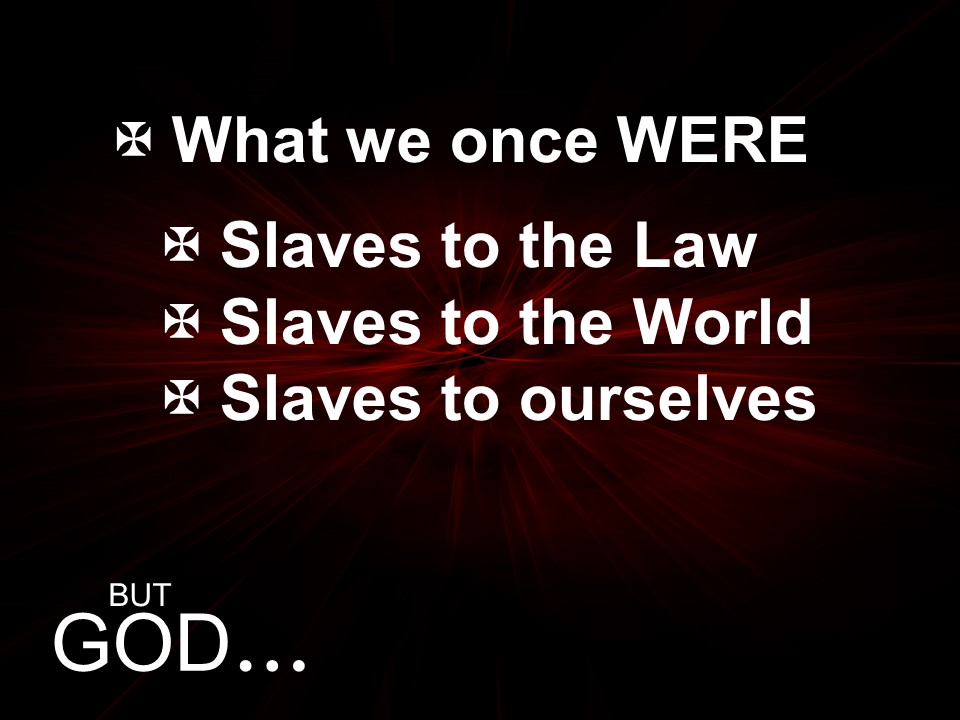 ✠ What we once WERE
✠ Slaves to the Law
✠ Slaves to the World
✠ Slaves to ourselves
BUT
GOD...